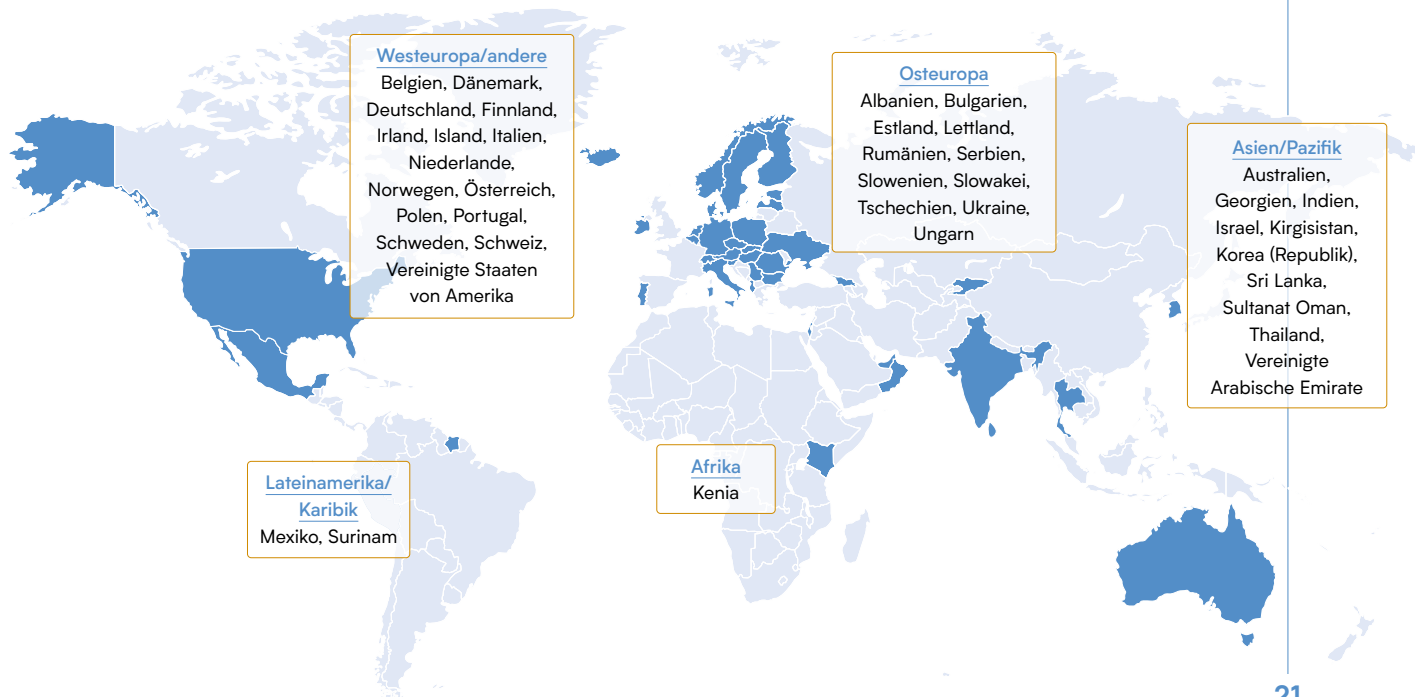 Westeuropa/andere
Belgien, Dänemark,
Deutschland, Finnland,
Irland, Island, Italien,
Niederlande,
Norwegen, Österreich,
Polen, Portugal,
Schweden, Schweiz,
Vereinigte Staaten
von Amerika
Osteuropa
Albanien, Bulgarien,
Estland, Lettland,
Rumänien, Serbien,
Slowenien, Slowakei,
Tschechien, Ukraine,
Ungarn
Asien/Pazifik
Australien,
Georgien, Indien,
Israel, Kirgisistan,
Korea (Republik),
Sri Lanka,
Sultanat Oman,
Thailand,
Vereinigte
Arabische Emirate
Lateinamerika/
Karibik
Mexiko, Surinam
Afrika
Kenia
21